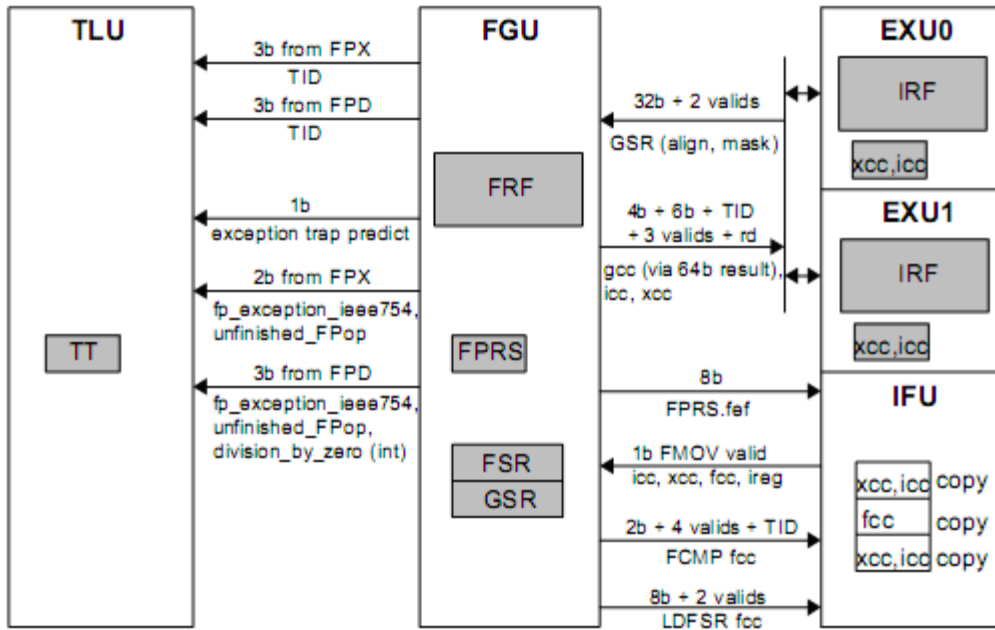 TLU
FGU
EXU0
3b from FPX
TID
3b from FPD
TID
1b
exception trap predict
2b from FPX
fp_exception_ieee754,
unfinished_FPop
3b from FPD
fp_exception_ieee754,
unfinished_FPop,
division_by_zero (int)
TT
FRF
FPRS
FSR
GSR
32b + 2 valids
GSR (align, mask)
4b + 6b + TID
+ 3 valids + rd
gcc (via 64b result),
icc, xcc
8b
FPRS.fef
1b FMOV valid
icc, xcc, fcc, ireg
2b + 4 valids + TID
FCMP fcc
8b + 2 valids
LDFSR fcc
IRF
xcc,icc
EXU1
IRF
xcc,icc
IFU
xcc,icc copy
fcc copy
xcc,icc copy